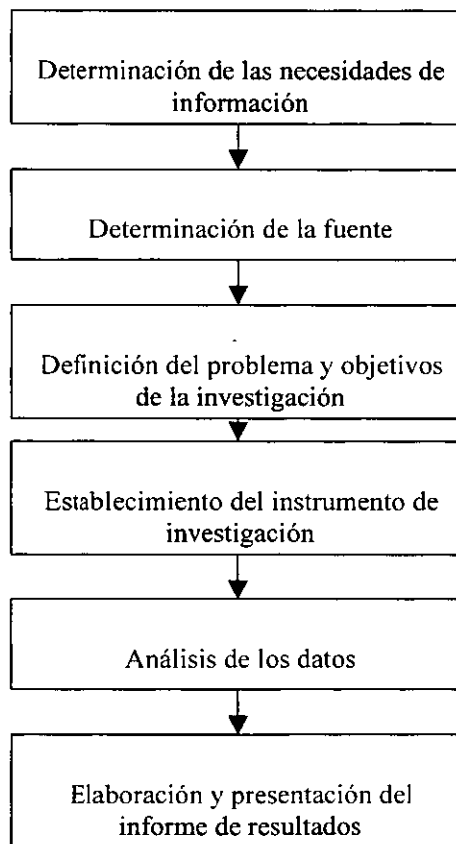 Determinación de las necesidades de
información
Determinación de la fuente
Definición del problema y objetivos
de la investigación
Establecimiento del instrumento de
investigación
Análisis de los datos
Elaboración y presentación del
informe de resultados